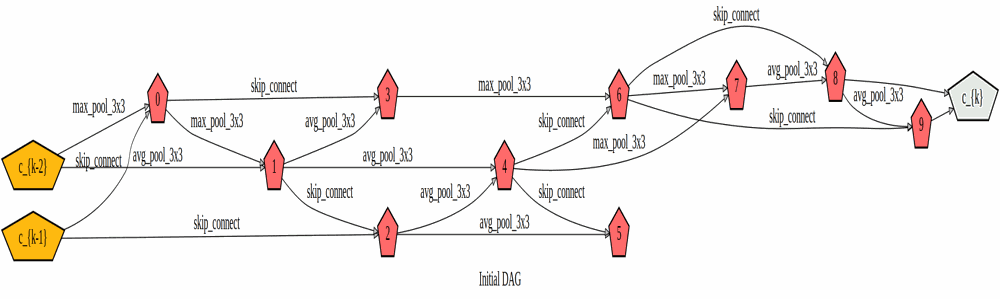 skip_connect
max_pool_3x3
avg_pool_3x3
8
skip_connect
max_pool_3x3
7
c_{k}
max_pool_3x3
0
3
6
avg_pool_3x3
max_pool_3x3
avg_pool_3x3
skip_connect
skip_connect
9
c_{k-2}
skip_connect
avg_pool_3x3
1
avg_pool_3x3
4
max_pool_3x3
skip_connect
avg_pool_3x3
skip_connect
c_{k-1}
skip_connect
2
avg_pool_3x3
5
Initial DAG